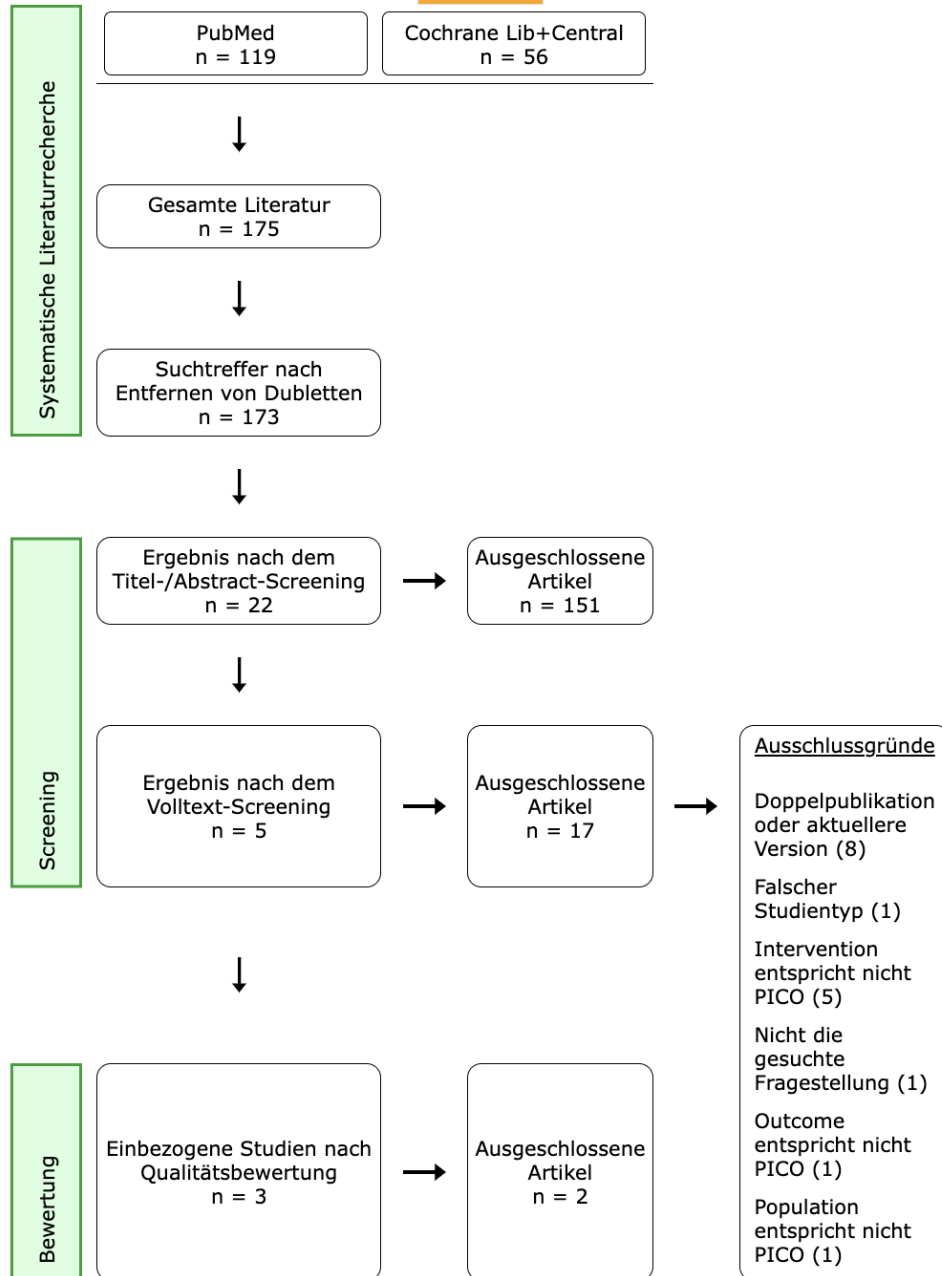 PubMed
n = 119
Cochrane Lib+Central
n = 56
Systematische Literaturrecherche
Gesamte Literatur
n = 175
Suchtreffer nach
Entfernen von Dubletten
n = 173
Screening
Ergebnis nach dem
Titel-/Abstract-Screening
n = 22
Ausgeschlossene
Artikel
n = 151
Ergebnis nach dem
Volltext-Screening
n = 5
Ausgeschlossene
Artikel
n = 17
Ausschlussgründe
Doppelpublikation
oder aktuellere
Version (8)
Falscher
Studientyp (1)
Intervention
entspricht nicht
PICO (5)
Nicht die
gesuchte
Fragestellung (1)
Outcome
entspricht nicht
PICO (1)
Population
entspricht nicht
PICO (1)
Bewertung
Einbezogene Studien nach
Qualitätsbewertung
n = 3
Ausgeschlossene
Artikel
n = 2